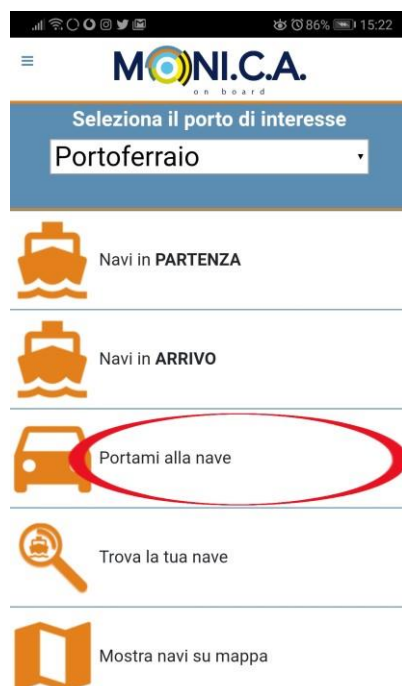 86% 15:22
MONI.C.A.
on board
Seleziona il porto di interesse
Portoferraio
Navi in PARTENZA
Navi in ARRIVO
Portami alla nave
Trova la tua nave
Mostra navi su mappa